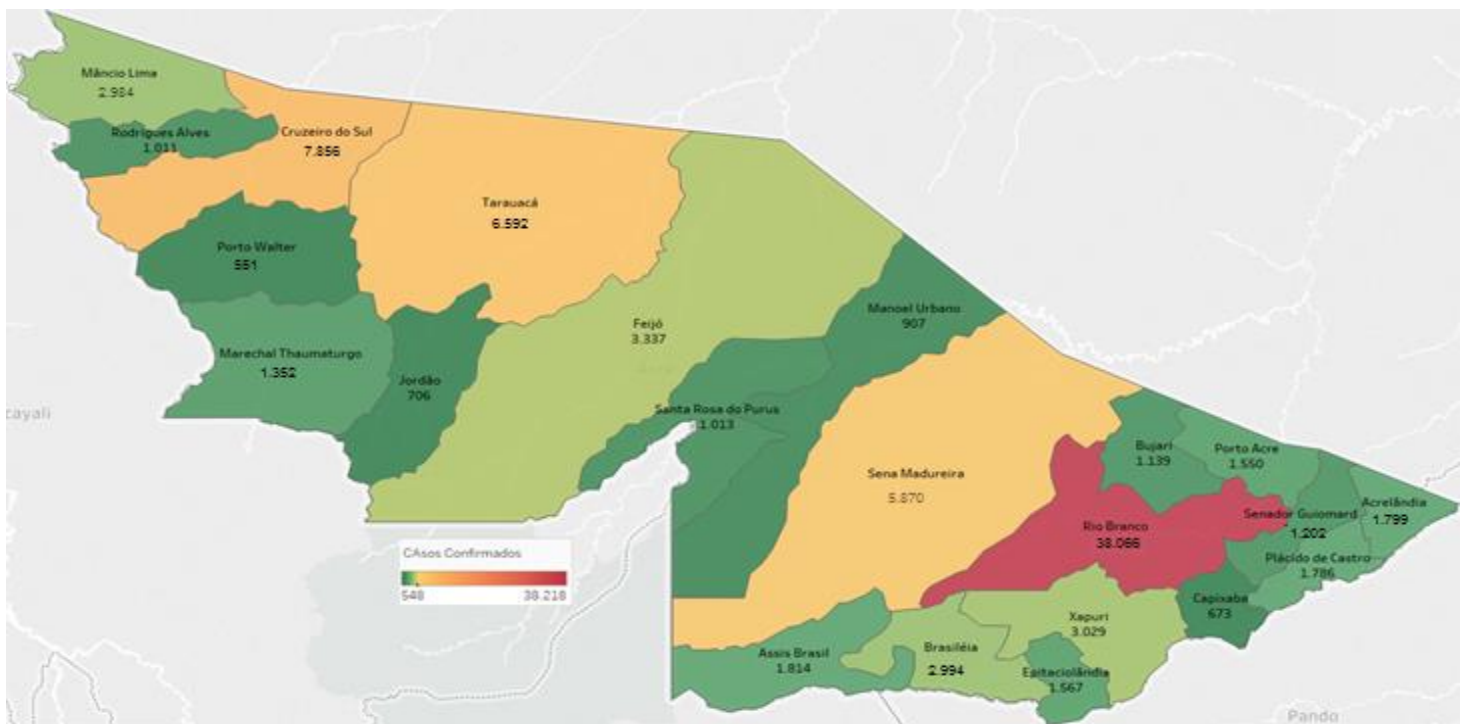 Mâncio Lima
2.984
Rodrigues Alves
1.011
Cruzeiro do Sul
7.856
Tarauacá
6.592
Porto Walter
551
Marechal Thaumaturgo
1.352
Jordão
706
Feijó
3.337
Manoel Urbano
907
Santa Rosa do Purus
1.013
Sena Madureira
5.870
Bujari
1.139
Porto Acre
1.550
Rio Branco
38.066
Senador Guiomard
1.202
Acrelândia
1.799
Plácido de Castro
1.786
Capixaba
673
Xapuri
3.029
Assis Brasil
1.814
Brasiléia
2.994
Epitaciolândia
1.567
CAsos Confirmados
548
38.218
cayali
Pando